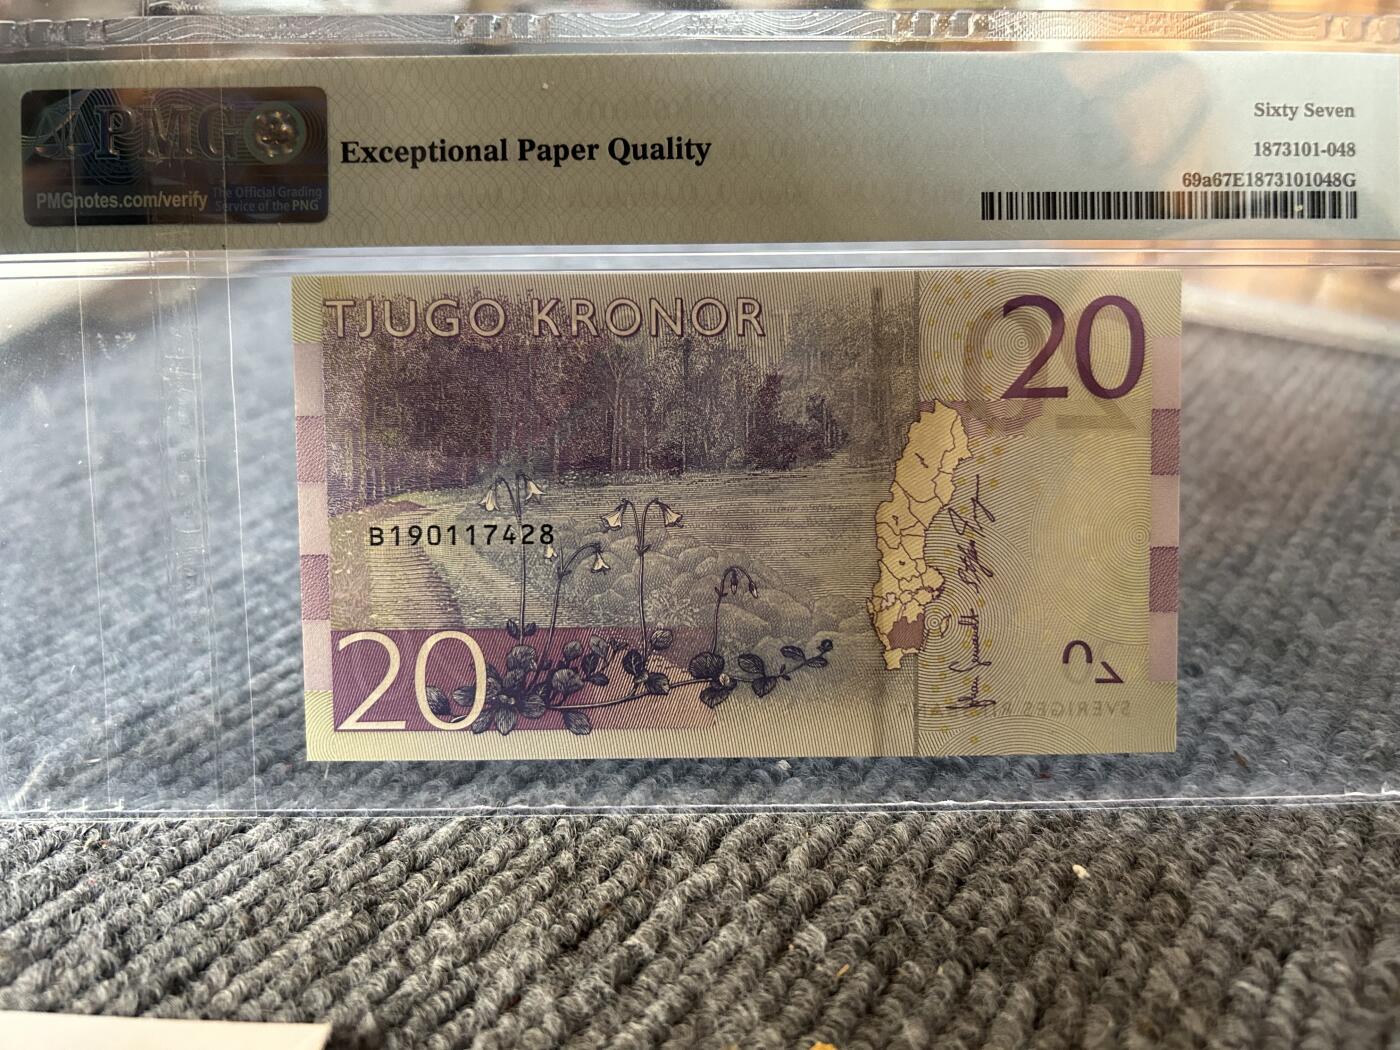 PMG
PMGnotes.com/verify
The Official Grading
Service of the PNG
Exceptional Paper Quality
Sixty Seven
1873101-048
69a67E1873101048G
TJUGO KRONOR
20
B190117428
20
SVERIGES